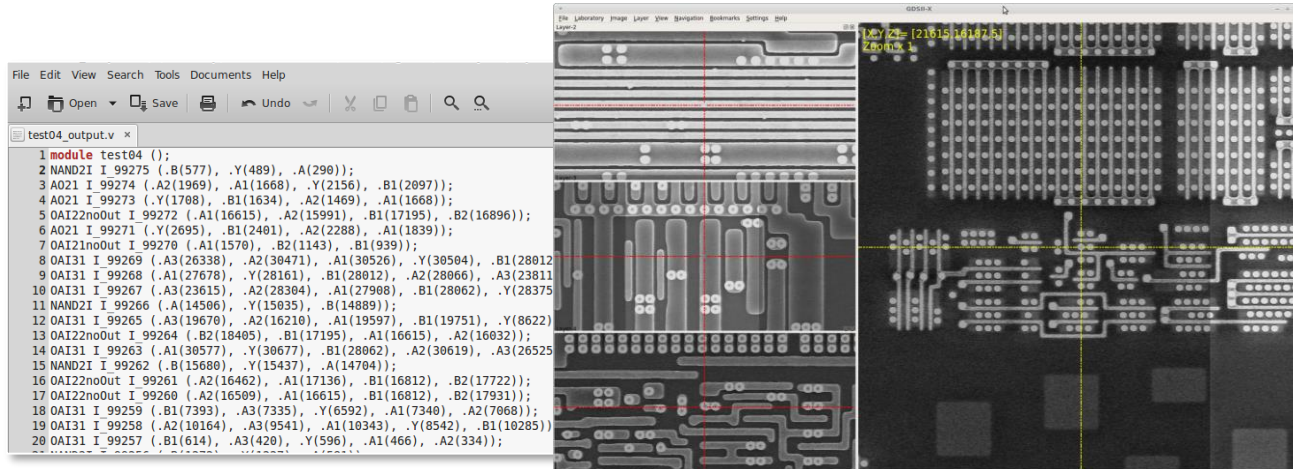 File Edit View Search Tools Documents Help
Open Save Undo
test04_output.v ×
1 module test04 ();
2 NAND2I I_99275 (.B(577), .Y(489), .A(290));
3 AO21 I_99274 (.A2(1969), .A1(1668), .Y(2156), .B1(2097));
4 AO21 I_99273 (.Y(1708), .B1(1634), .A2(1469), .A1(1668));
5 OAI22noOut I_99272 (.A1(16615), .A2(15991), .B1(17195), .B2(16896));
6 AO21 I_99271 (.Y(2695), .B1(2401), .A2(2288), .A1(1839));
7 OAI21noOut I_99270 (.A1(1570), .B2(1143), .B1(939));
8 OAI31 I_99269 (.A3(26338), .A2(30471), .A1(30526), .Y(30504), .B1(28012
9 OAI31 I_99268 (.A1(27678), .Y(28161), .B1(28012), .A2(28066), .A3(23811
10 OAI31 I_99267 (.A3(23615), .A2(28304), .A1(27908), .B1(28062), .Y(28375
11 NAND2I I_99266 (.A(14506), .Y(15035), .B(14889));
12 OAI31 I_99265 (.A3(19670), .A2(16210), .A1(19597), .B1(19751), .Y(8622)
13 OAI22noOut I_99264 (.B2(18405), .B1(17195), .A1(16615), .A2(16032));
14 OAI31 I_99263 (.A1(30577), .Y(30677), .B1(28062), .A2(30619), .A3(26525
15 NAND2I I_99262 (.B(15680), .Y(15437), .A(14704));
16 OAI22noOut I_99261 (.A2(16462), .A1(17136), .B1(16812), .B2(17722));
17 OAI22noOut I_99260 (.A2(16509), .A1(16615), .B1(16812), .B2(17931));
18 OAI31 I_99259 (.B1(7393), .A3(7335), .Y(6592), .A1(7340), .A2(7068));
19 OAI31 I_99258 (.A2(10164), .A3(9541), .A1(10343), .Y(8542), .B1(10285))
20 OAI31 I_99257 (.B1(614), .A3(420), .Y(596), .A1(466), .A2(334));
GDSII-X
File Laboratory Image Layer View Navigation Bookmarks Settings Help
Layer-2
[X,Y,Z]= [21615,16187,5]
Zoom x 1